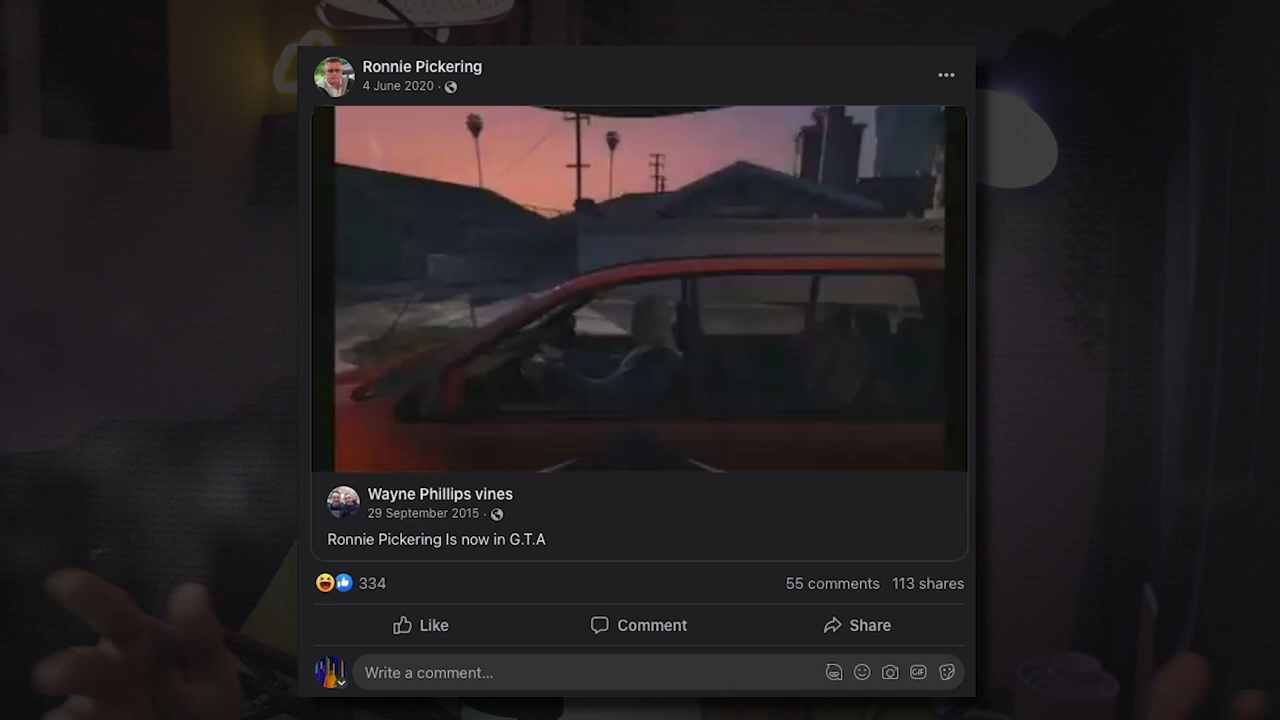 Ronnie Pickering
4 June 2020 ·
Wayne Phillips vines
29 September 2015 ·
Ronnie Pickering Is now in G.T.A
334
55 comments 113 shares
Like
Comment
Share
Write a comment...
GIF